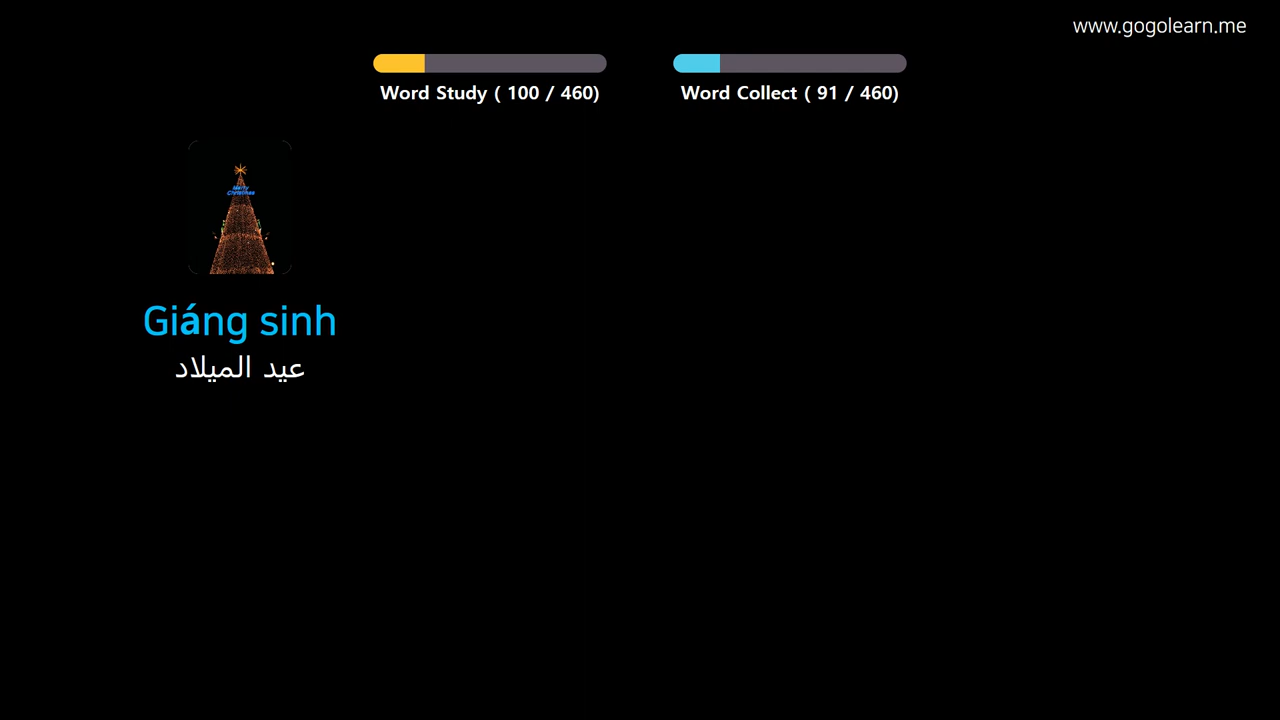 www.gogolearn.me
Word Study ( 100 / 460)
Word Collect ( 91 / 460)
Merry
Christmas
Giáng sinh
عيد الميلاد